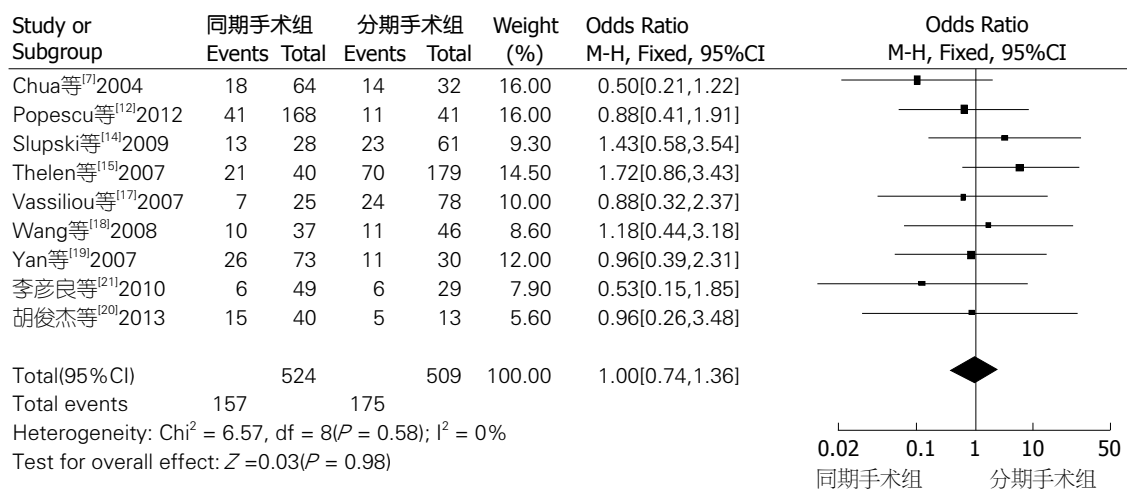 Study or 同期手术组 分期手术组 Weight Odds Ratio Odds Ratio
Subgroup Events Total Events Total (%) M-H, Fixed, 95%CI M-H, Fixed, 95%CI
Chua等[7]2004 18 64 14 32 16.00 0.50[0.21,1.22]
Popescu等[12]2012 41 168 11 41 16.00 0.88[0.41,1.91]
Slupski等[14]2009 13 28 23 61 9.30 1.43[0.58,3.54]
Thelen等[15]2007 21 40 70 179 14.50 1.72[0.86,3.43]
Vassiliou等[17]2007 7 25 24 78 10.00 0.88[0.32,2.37]
Wang等[18]2008 10 37 11 46 8.60 1.18[0.44,3.18]
Yan等[19]2007 26 73 11 30 12.00 0.96[0.39,2.31]
李彦良等[21]2010 6 49 6 29 7.90 0.53[0.15,1.85]
胡俊杰等[20]2013 15 40 5 13 5.60 0.96[0.26,3.48]
Total(95%CI) 524 509 100.00 1.00[0.74,1.36]
Total events 157 175
Heterogeneity: Chi² = 6.57, df = 8(P = 0.58); I² = 0%
Test for overall effect: Z =0.03(P = 0.98)
0.02 0.1 1 10 50
同期手术组 分期手术组